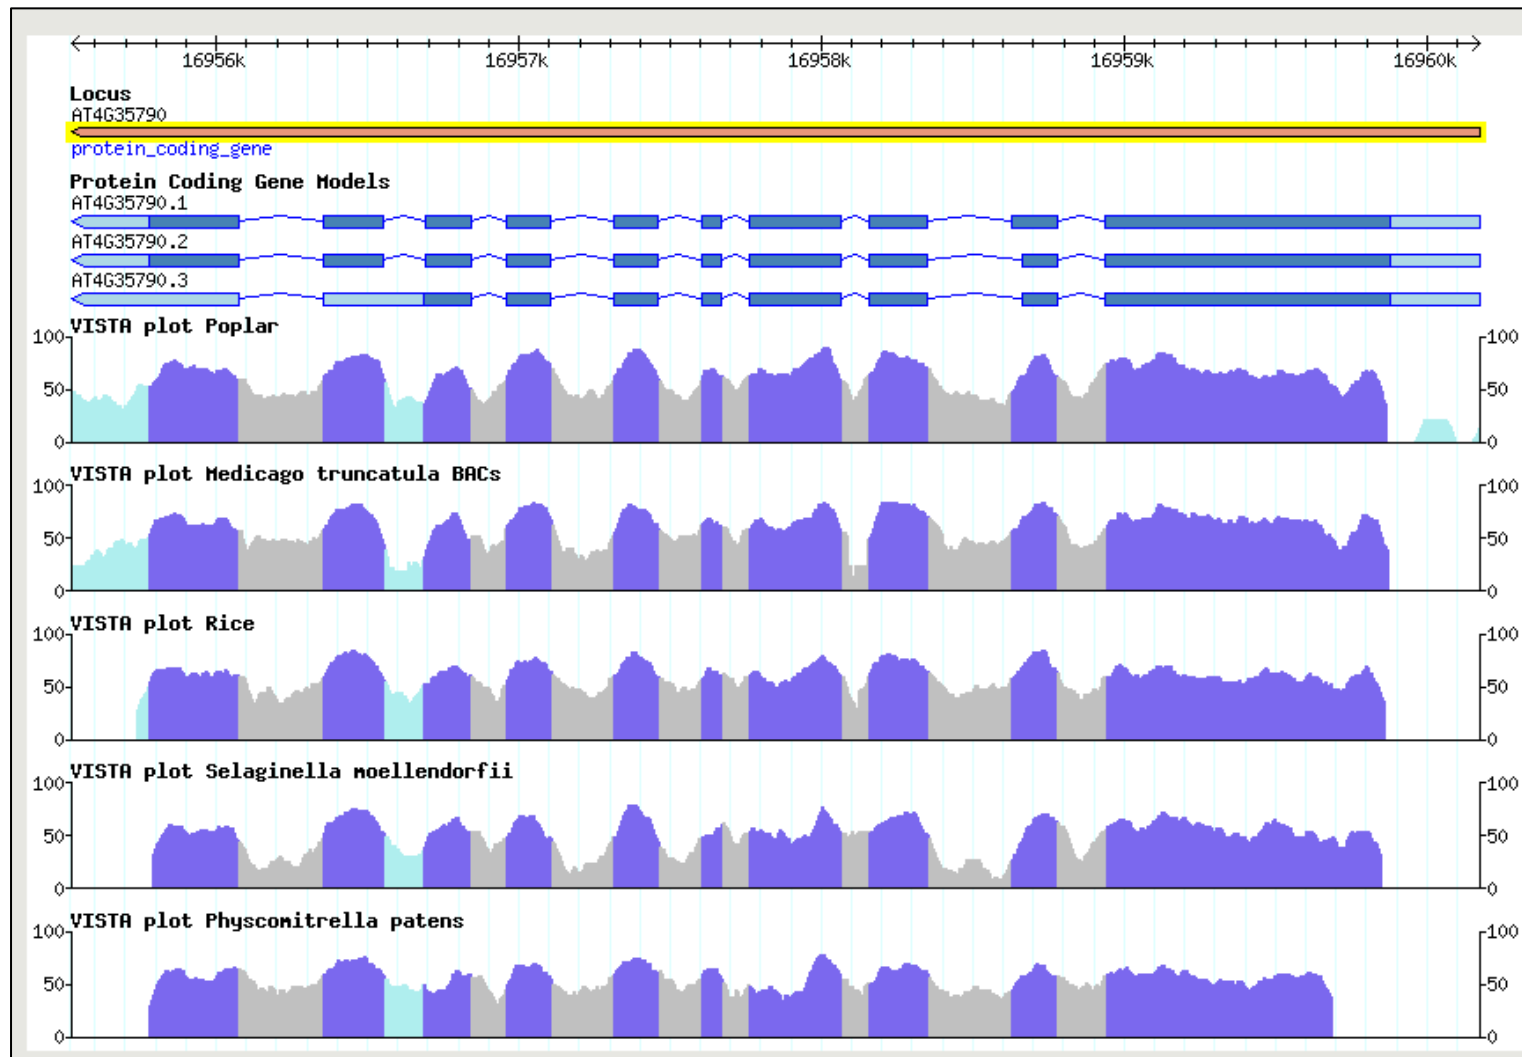 16956k 16957k 16958k 16959k 16960k
Locus
AT4G35790
protein_coding_gene
Protein Coding Gene Models
AT4G35790.1
AT4G35790.2
AT4G35790.3
VISTA plot Poplar
100 100
50 50
0 0
VISTA plot Medicago truncatula BACs
100 100
50 50
0 0
VISTA plot Rice
100 100
50 50
0 0
VISTA plot Selaginella moellendorfii
100 100
50 50
0 0
VISTA plot Physcomitrella patens
100 100
50 50
0 0